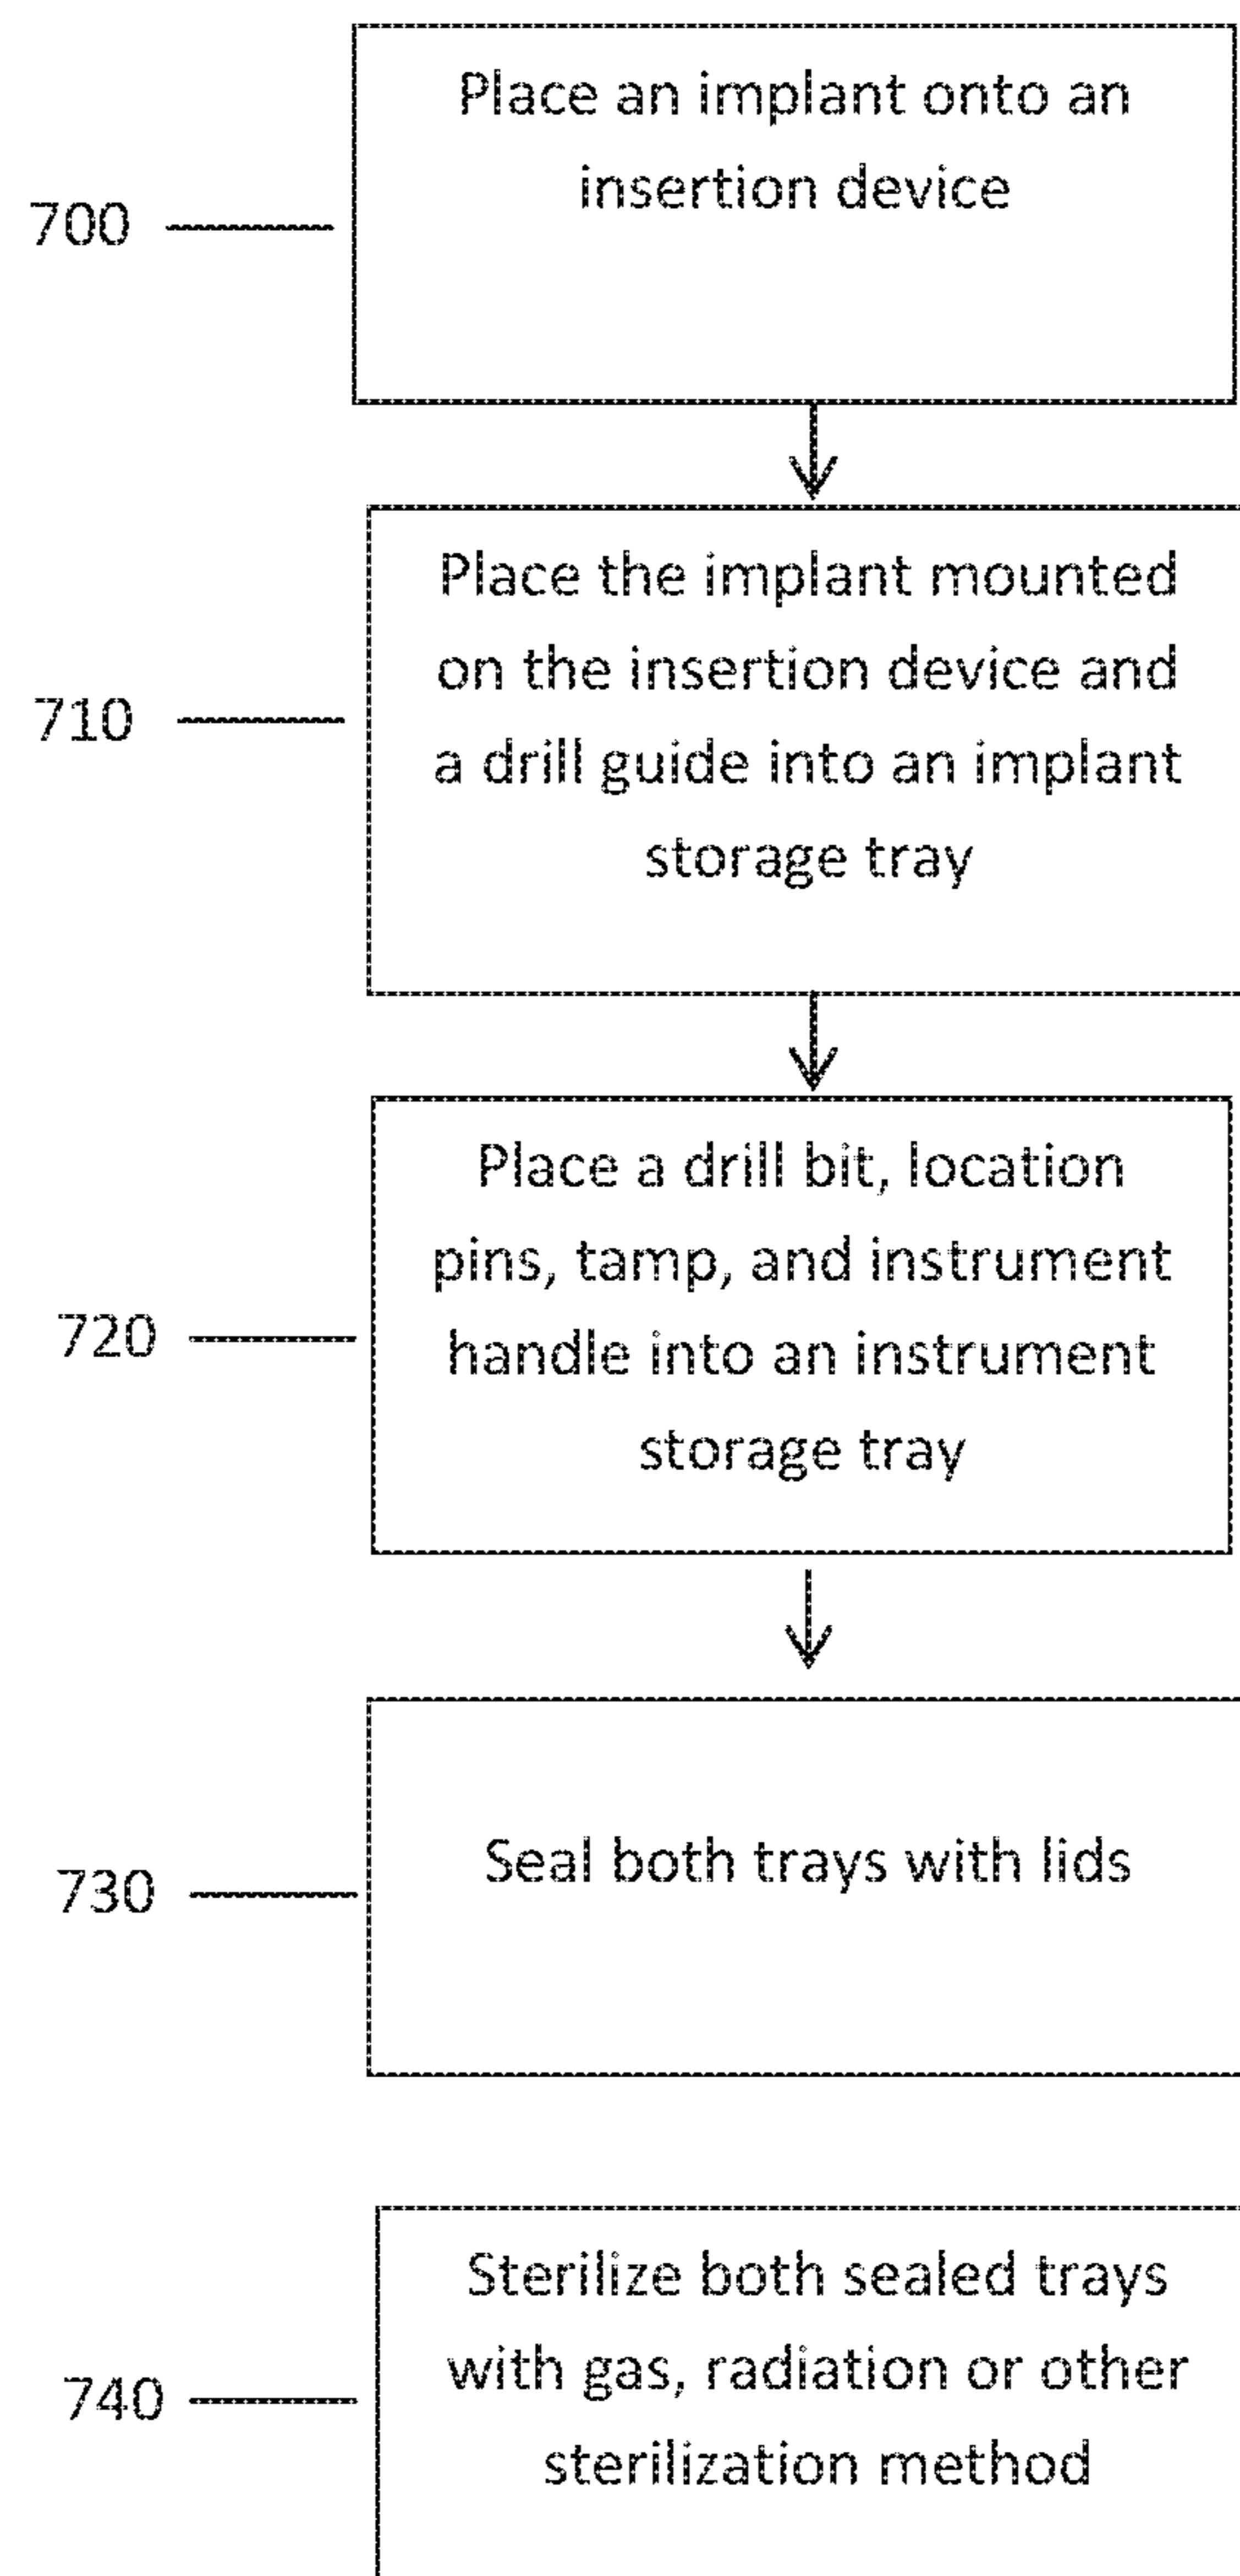 Place an implant onto an
insertion device
700
Place the implant mounted
on the insertion device and
710
a drill guide into an implant
storage tray
Place a drill bit, location
pins, tamp, and instrument
720
handle into an instrument
storage tray
Seal both trays with lids
730
Sterilize both sealed trays
with gas, radiation or other
740
sterilization method